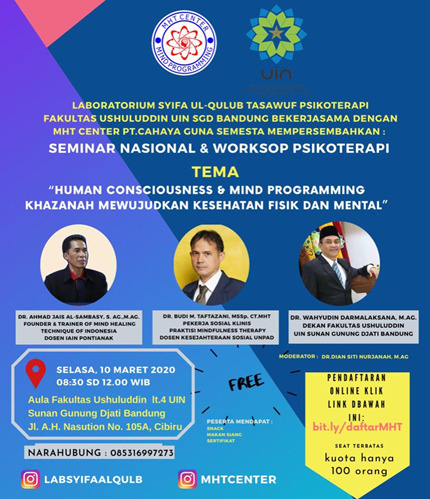 MHT CENTER
MIND PROGRAMMING
uin
LABORATORIUM SYIFA UL-QULUB TASAWUF PSIKOTERAPI
FAKULTAS USHULUDDIN UIN SGD BANDUNG BEKERJASAMA DENGAN
MHT CENTER PT.CAHAYA GUNA SEMESTA MEMPERSEMBAHKAN :
SEMINAR NASIONAL & WORKSOP PSIKOTERAPI
TEMA
“HUMAN CONSCIOUSNESS & MIND PROGRAMMING
KHAZANAH MEWUJUDKAN KESEHATAN FISIK DAN MENTAL”
DR. AHMAD JAIS AL-SAMBASY, S. AG.,M.AG.
FOUNDER & TRAINER OF MIND HEALING
TECHNIQUE OF INDONESIA
DOSEN IAIN PONTIANAK
DR. BUDI M. TAFTAZANI, MSSp, CT.MHT
PEKERJA SOSIAL KLINIS
PRAKTISI MINDFULNESS THERAPY
DOSEN KESEJAHTERAAN SOSIAL UNPAD
DR. WAHYUDIN DARMALAKSANA, M.AG.
DEKAN FAKULTAS USHULUDDIN
UIN SUNAN GUNUNG DJATI BANDUNG
MODERATOR : DR.DIAN SITI NURJANAH, M.AG
SELASA, 10 MARET 2020
08:30 SD 12.00 WIB
Aula Fakultas Ushuluddin lt.4 UIN
Sunan Gunung Djati Bandung
Jl. A.H. Nasution No. 105A, Cibiru
NARAHUBUNG : 085316997273
LABSYIFAALQULB
MHTCENTER
FREE
PESERTA MENDAPAT :
SNACK
MAKAN SIANG
SERTIFIKAT
PENDAFTARAN
ONLINE KLIK
LINK DBAWAH
INI:
bit.ly/daftarMHT
SEAT TERBATAS
kuota hanya
100 orang